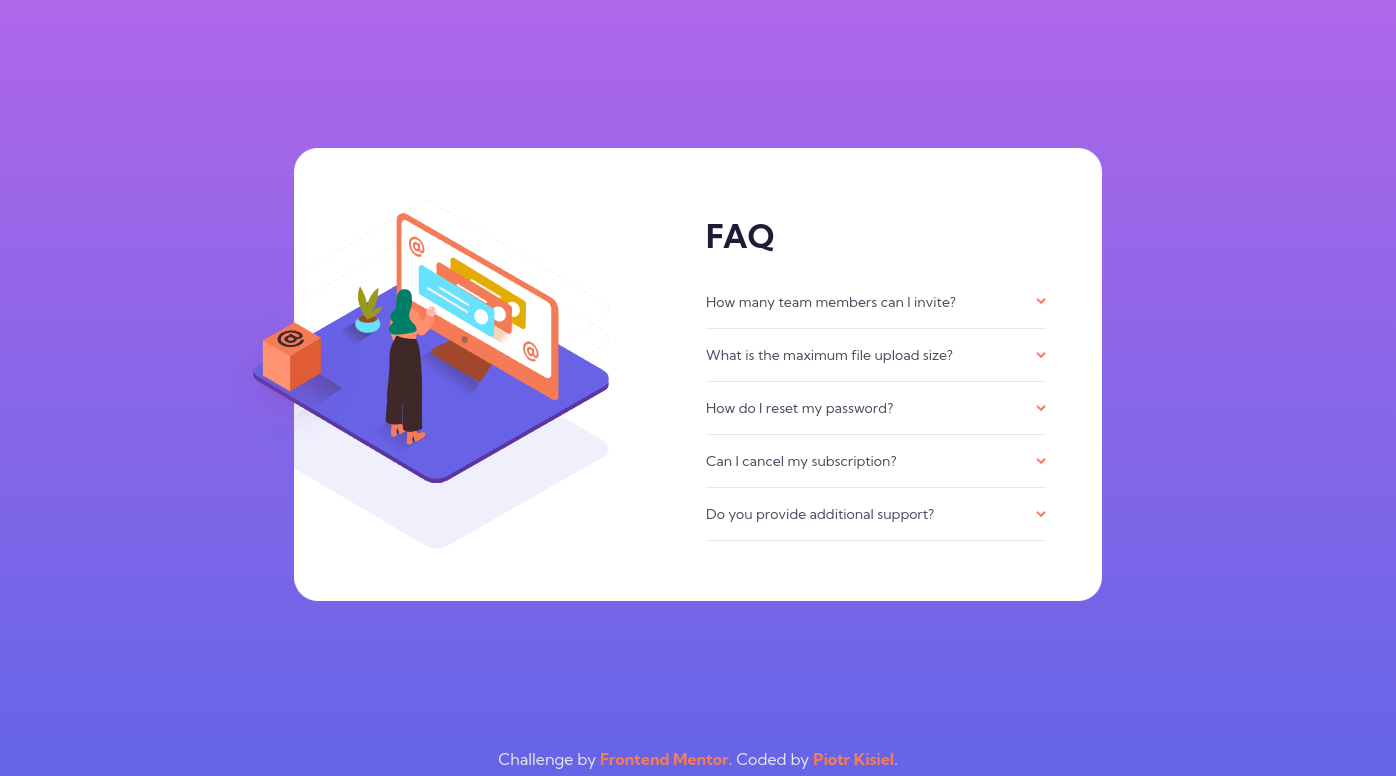 FAQ
How many team members can I invite?
What is the maximum file upload size?
How do I reset my password?
Can I cancel my subscription?
Do you provide additional support?
@
@
@
Challenge by Frontend Mentor. Coded by Piotr Kisiel.